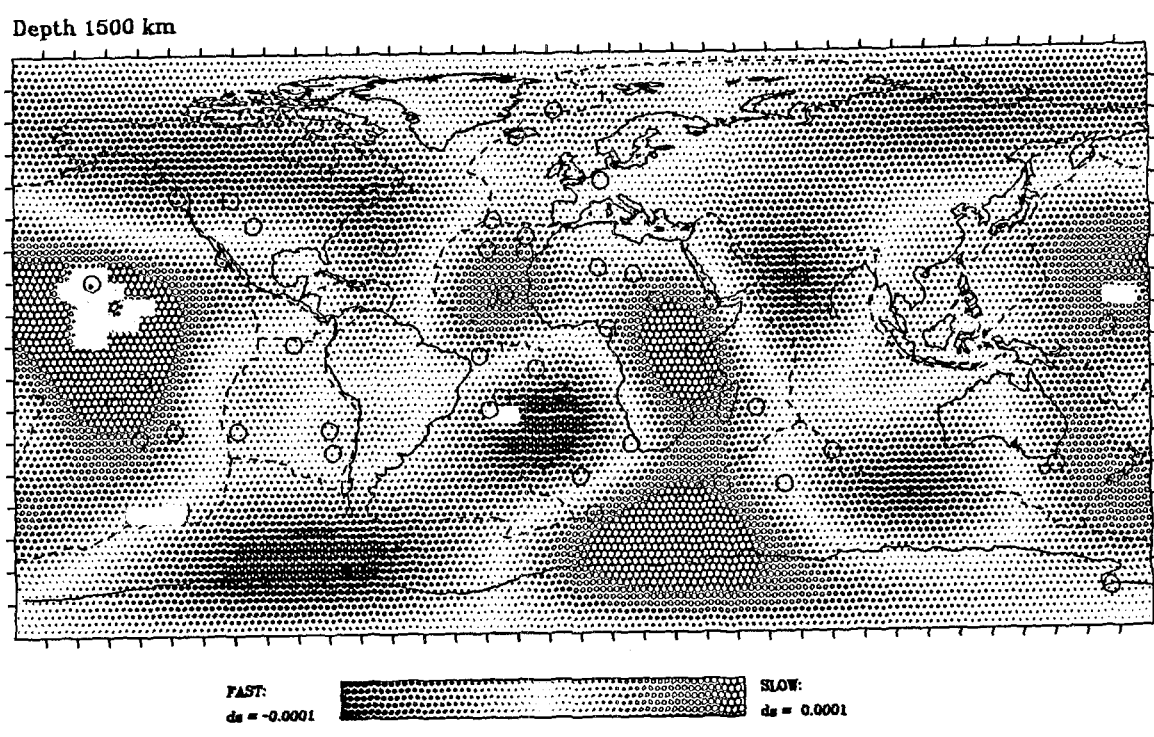 Depth 1500 km
FAST:
ds = -0.0001
SLOW:
ds = 0.0001